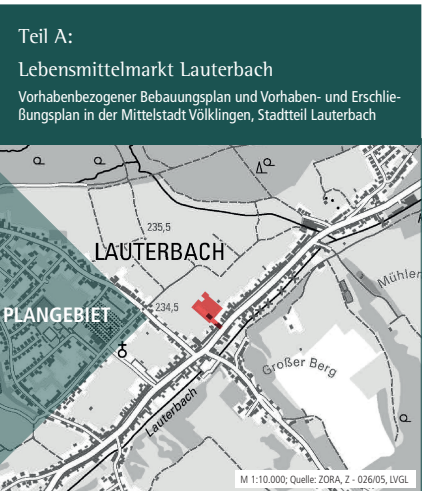 Teil A:
Lebensmittelmarkt Lauterbach
Vorhabenbezogener Bebauungsplan und Vorhaben- und Erschlie-
ßungsplan in der Mittelstadt Völklingen, Stadtteil Lauterbach
235,5
LAUTERBACH
234,5
PLANGEBIET
Mühlen
Großer Berg
Lauterbach
M 1:10.000; Quelle: ZORA, Z - 026/05, LVGL